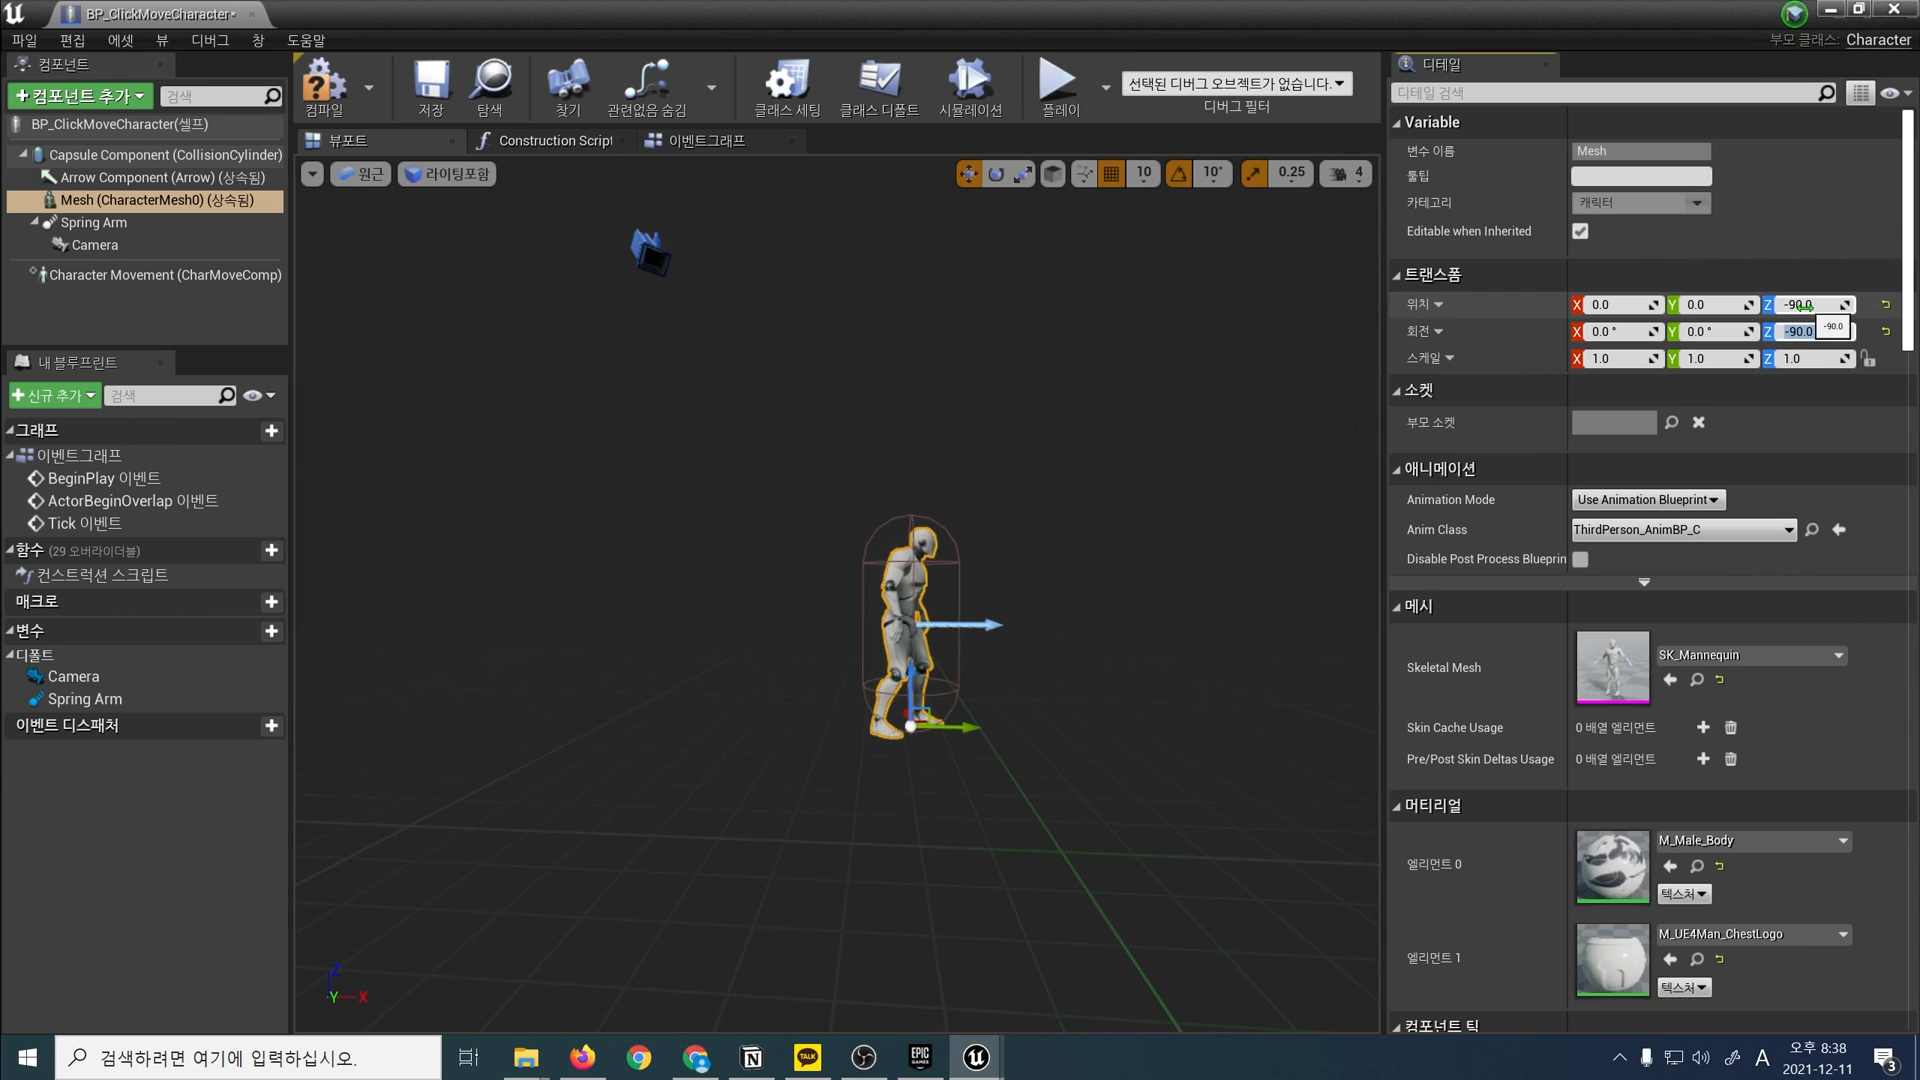 BP_ClickMoveCharacter*
파일 편집 에셋 뷰 디버그 창 도움말
부모 클래스: Character
컴포넌트
+컴포넌트 추가 검색
BP_ClickMoveCharacter(셀프)
Capsule Component (CollisionCylinder)
Arrow Component (Arrow) (상속됨)
Mesh (CharacterMesh0) (상속됨)
Spring Arm
Camera
Character Movement (CharMoveComp)
내 블루프린트
+신규 추가 검색
그래프
이벤트그래프
BeginPlay 이벤트
ActorBeginOverlap 이벤트
Tick 이벤트
함수 (29 오버라이더블)
컨스트럭션 스크립트
매크로
변수
디폴트
Camera
Spring Arm
이벤트 디스패처
컴파일 저장 탐색 찾기 관련없음 숨김 클래스 세팅 클래스 디폴트 시뮬레이션 플레이
선택된 디버그 오브젝트가 없습니다.
디버그 필터
뷰포트 Construction Script 이벤트그래프
원근 라이팅포함 10 10° 0.25 4
Z
Y X
디테일
디테일 검색
Variable
변수 이름 Mesh
툴팁
카테고리 캐릭터
Editable when Inherited
트랜스폼
위치 X 0.0 Y 0.0 Z -90.0
회전 X 0.0 ° Y 0.0 ° Z -90.0
-90.0
스케일 X 1.0 Y 1.0 Z 1.0
소켓
부모 소켓
애니메이션
Animation Mode Use Animation Blueprint
Anim Class ThirdPerson_AnimBP_C
Disable Post Process Blueprin
메시
Skeletal Mesh SK_Mannequin
Skin Cache Usage 0 배열 엘리먼트
Pre/Post Skin Deltas Usage 0 배열 엘리먼트
머티리얼
엘리먼트 0 M_Male_Body
텍스처
엘리먼트 1 M_UE4Man_ChestLogo
텍스처
컴포넌트 틱
검색하려면 여기에 입력하십시오.
TALK
EPIC GAMES
A
오후 8:38
2021-12-11
3